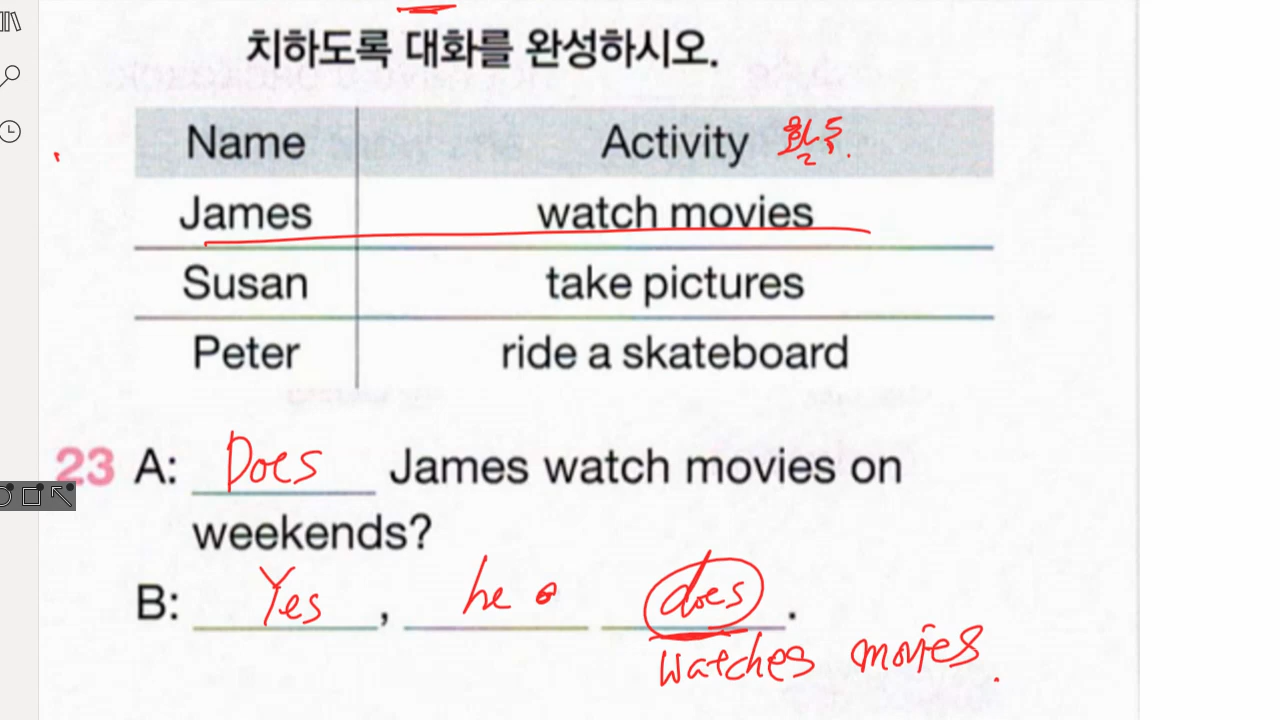 치하도록 대화를 완성하시오.
Name Activity 활동.
James watch movies
Susan take pictures
Peter ride a skateboard
23 A: Does James watch movies on
weekends?
B: Yes, he does.
watches movies.